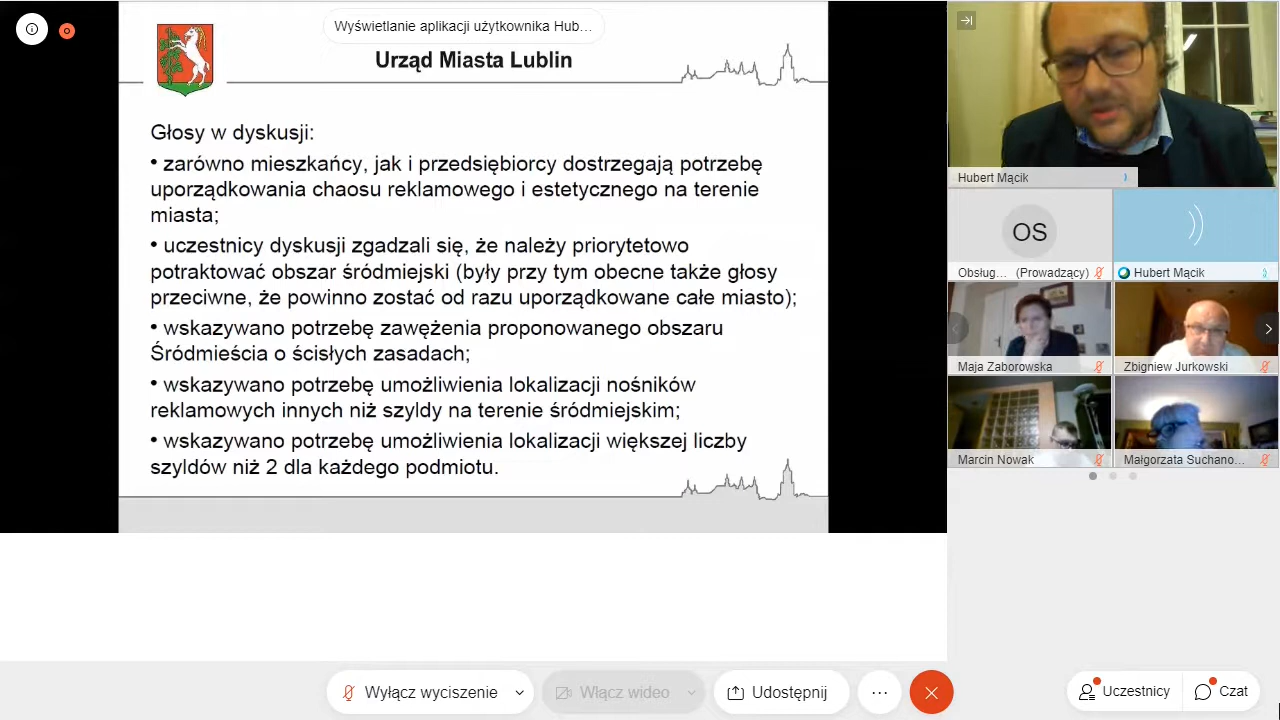 Wyświetlanie aplikacji użytkownika Hub...
Urząd Miasta Lublin
Głosy w dyskusji:
• zarówno mieszkańcy, jak i przedsiębiorcy dostrzegają potrzebę
uporządkowania chaosu reklamowego i estetycznego na terenie
miasta;
• uczestnicy dyskusji zgadzali się, że należy priorytetowo
potraktować obszar śródmiejski (były przy tym obecne także głosy
przeciwne, że powinno zostać od razu uporządkowane całe miasto);
• wskazywano potrzebę zawężenia proponowanego obszaru
Śródmieścia o ścisłych zasadach;
• wskazywano potrzebę umożliwienia lokalizacji nośników
reklamowych innych niż szyldy na terenie śródmiejskim;
• wskazywano potrzebę umożliwienia lokalizacji większej liczby
szyldów niż 2 dla każdego podmiotu.
Hubert Mącik
OS
Obsług... (Prowadzący)
Hubert Mącik
Maja Zaborowska
Zbigniew Jurkowski
Marcin Nowak
Małgorzata Suchano...
Wyłącz wyciszenie
Włącz wideo
Udostępnij
Uczestnicy
Czat